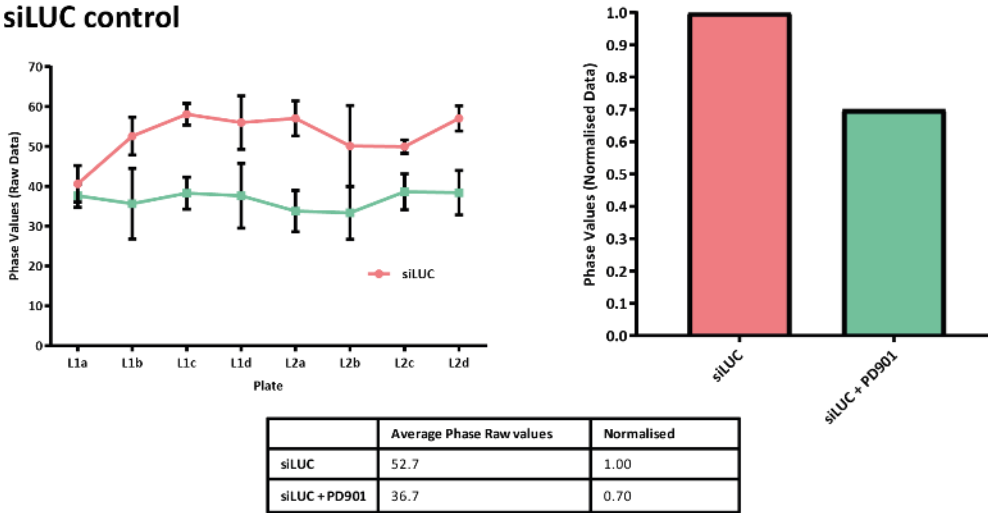 siLUC control
Phase Values (Raw Data)
70
60
50
40
30
20
10
0
L1a L1b L1c L1d L2a L2b L2c L2d
Plate
siLUC
Phase Values (Normalised Data)
1.0
0.9
0.8
0.7
0.6
0.5
0.4
0.3
0.2
0.1
0.0
siLUC
siLUC + PD901
Average Phase Raw values Normalised
siLUC 52.7 1.00
siLUC + PD901 36.7 0.70